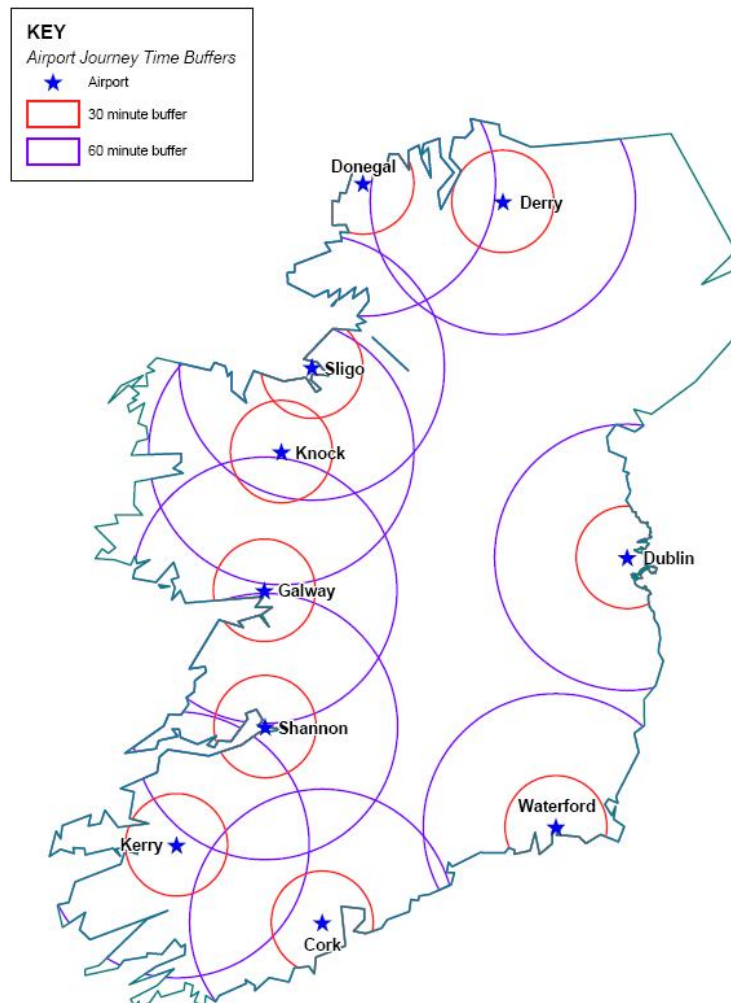 KEY
Airport Journey Time Buffers
Airport
30 minute buffer
60 minute buffer
Donegal
Derry
Sligo
Knock
Dublin
Galway
Shannon
Waterford
Kerry
Cork